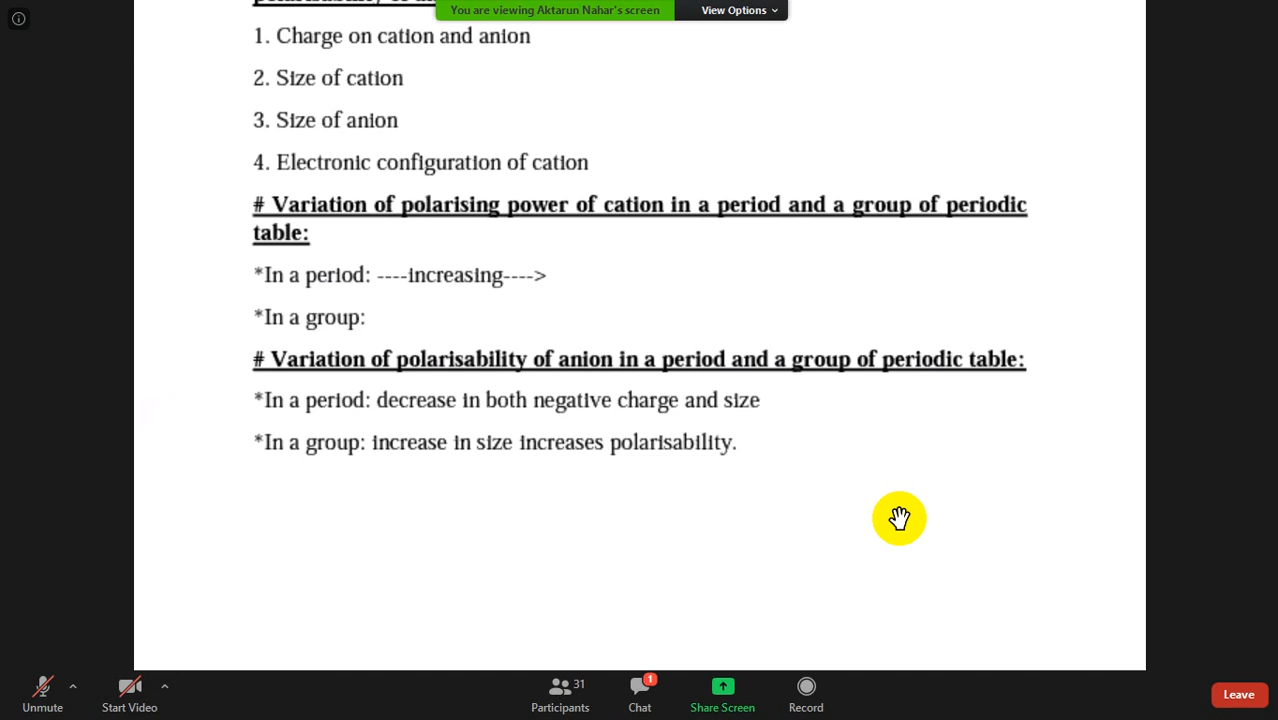 You are viewing Aktarun Nahar's screen
View Options
1. Charge on cation and anion
2. Size of cation
3. Size of anion
4. Electronic configuration of cation
# Variation of polarising power of cation in a period and a group of periodic
table:
*In a period: ----increasing---->
*In a group:
# Variation of polarisability of anion in a period and a group of periodic table:
*In a period: decrease in both negative charge and size
*In a group: increase in size increases polarisability.
Unmute
Start Video
31
Participants
1
Chat
Share Screen
Record
Leave